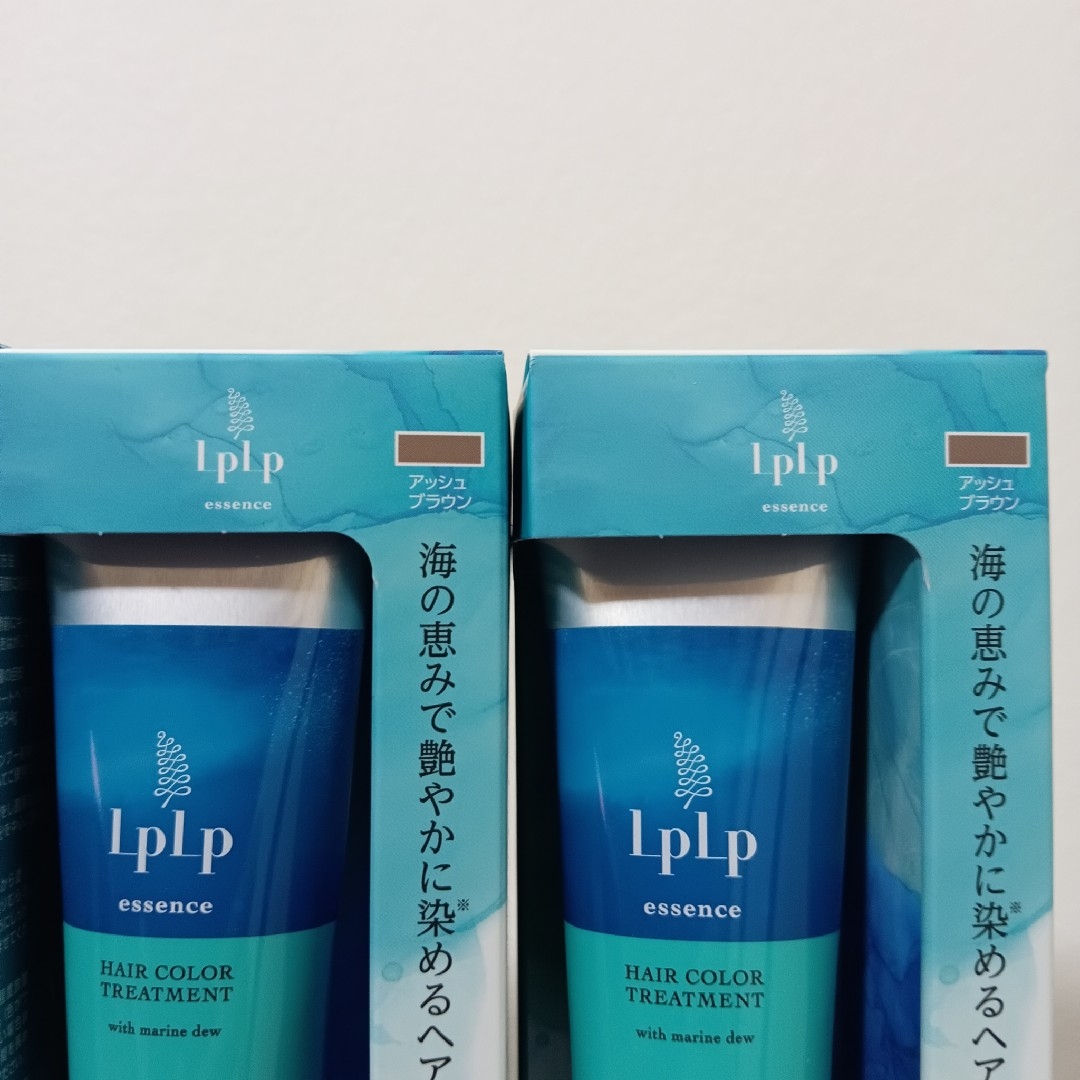 LpLp
essence
アッシュ
ブラウン
海の恵みで艶やかに染める※ヘア
LpLp
essence
HAIR COLOR
TREATMENT
with marine dew
LpLp
essence
アッシュ
ブラウン
海の恵みで艶やかに染める※ヘア
LpLp
essence
HAIR COLOR
TREATMENT
with marine dew